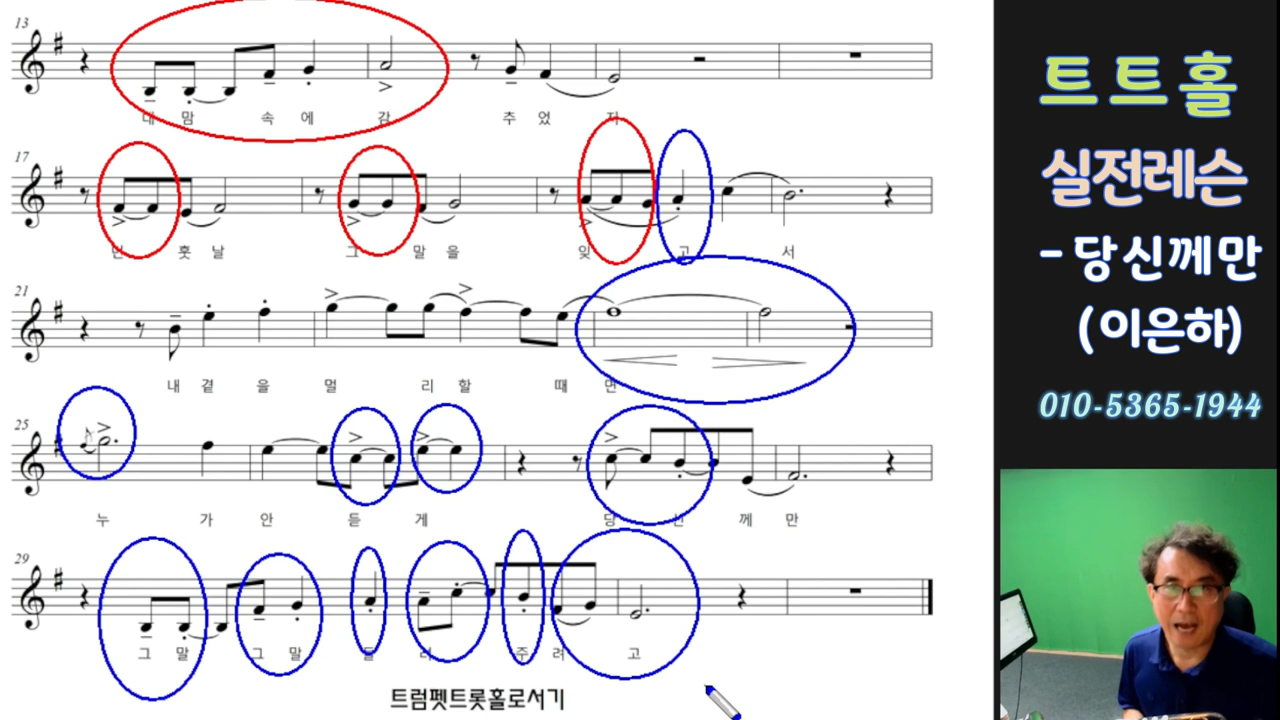 13
내 맘 속 에 감 추 었 지
17
먼 훗 날 그 말 을 잊 고 서
21
내 곁 을 멀 리 할 때 면
25
누 가 안 듣 게 당 신 께 만
29
그 말 그 말 들 려 주 려 고
트럼펫트롯홀로서기
트트홀
실전레슨
- 당신께만
(이은하)
010-5365-1944